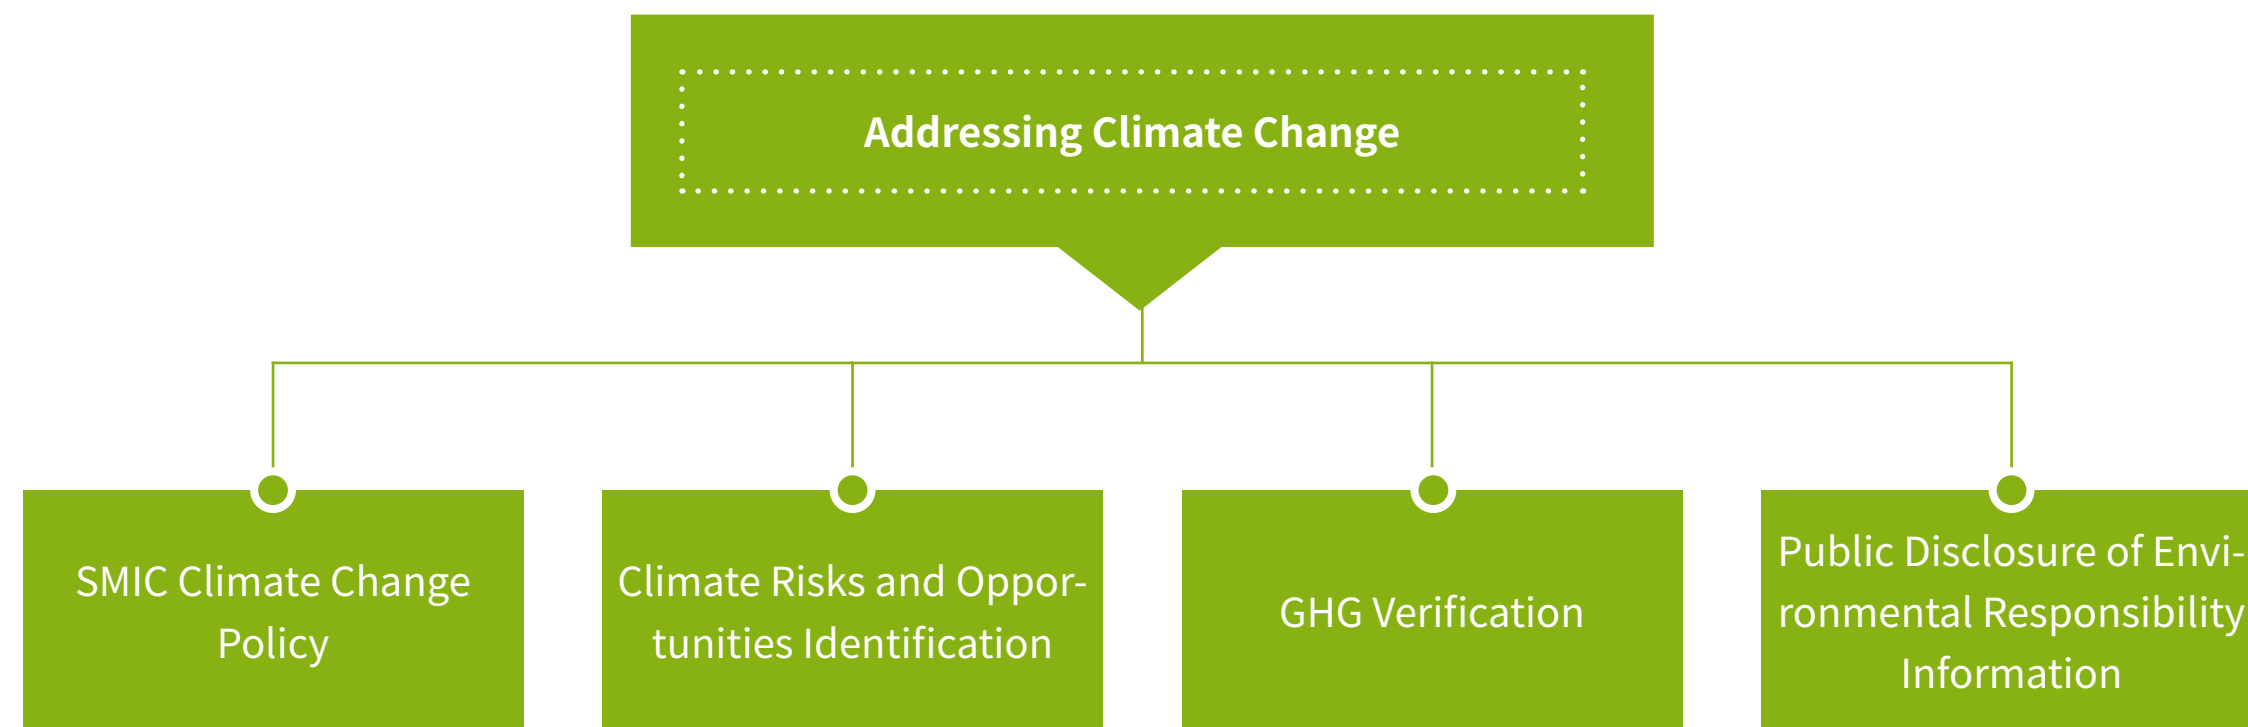 Addressing Climate Change
SMIC Climate Change
Policy
Climate Risks and Oppor-
tunities Identification
GHG Verification
Public Disclosure of Envi-
ronmental Responsibility
Information